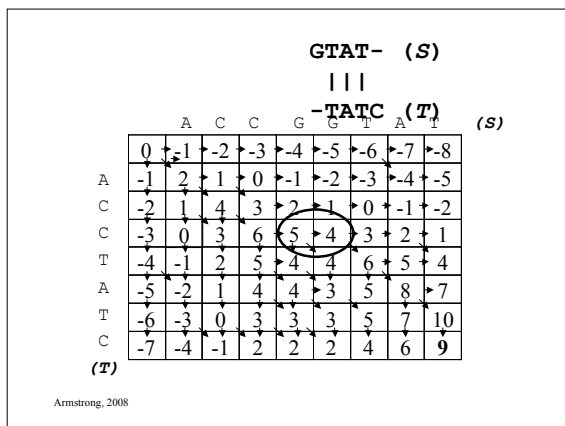 GTAT- (S)
|||
-TATC (T)
A C C G G T A T (S)
0 -1 -2 -3 -4 -5 -6 -7 -8
A -1 2 1 0 -1 -2 -3 -4 -5
C -2 1 4 3 2 1 0 -1 -2
C -3 0 3 6 5 4 3 2 1
T -4 -1 2 5 4 4 6 5 4
A -5 -2 1 4 4 3 5 8 7
T -6 -3 0 3 3 3 5 7 10
C -7 -4 -1 2 2 2 4 6 9
(T)
Armstrong, 2008